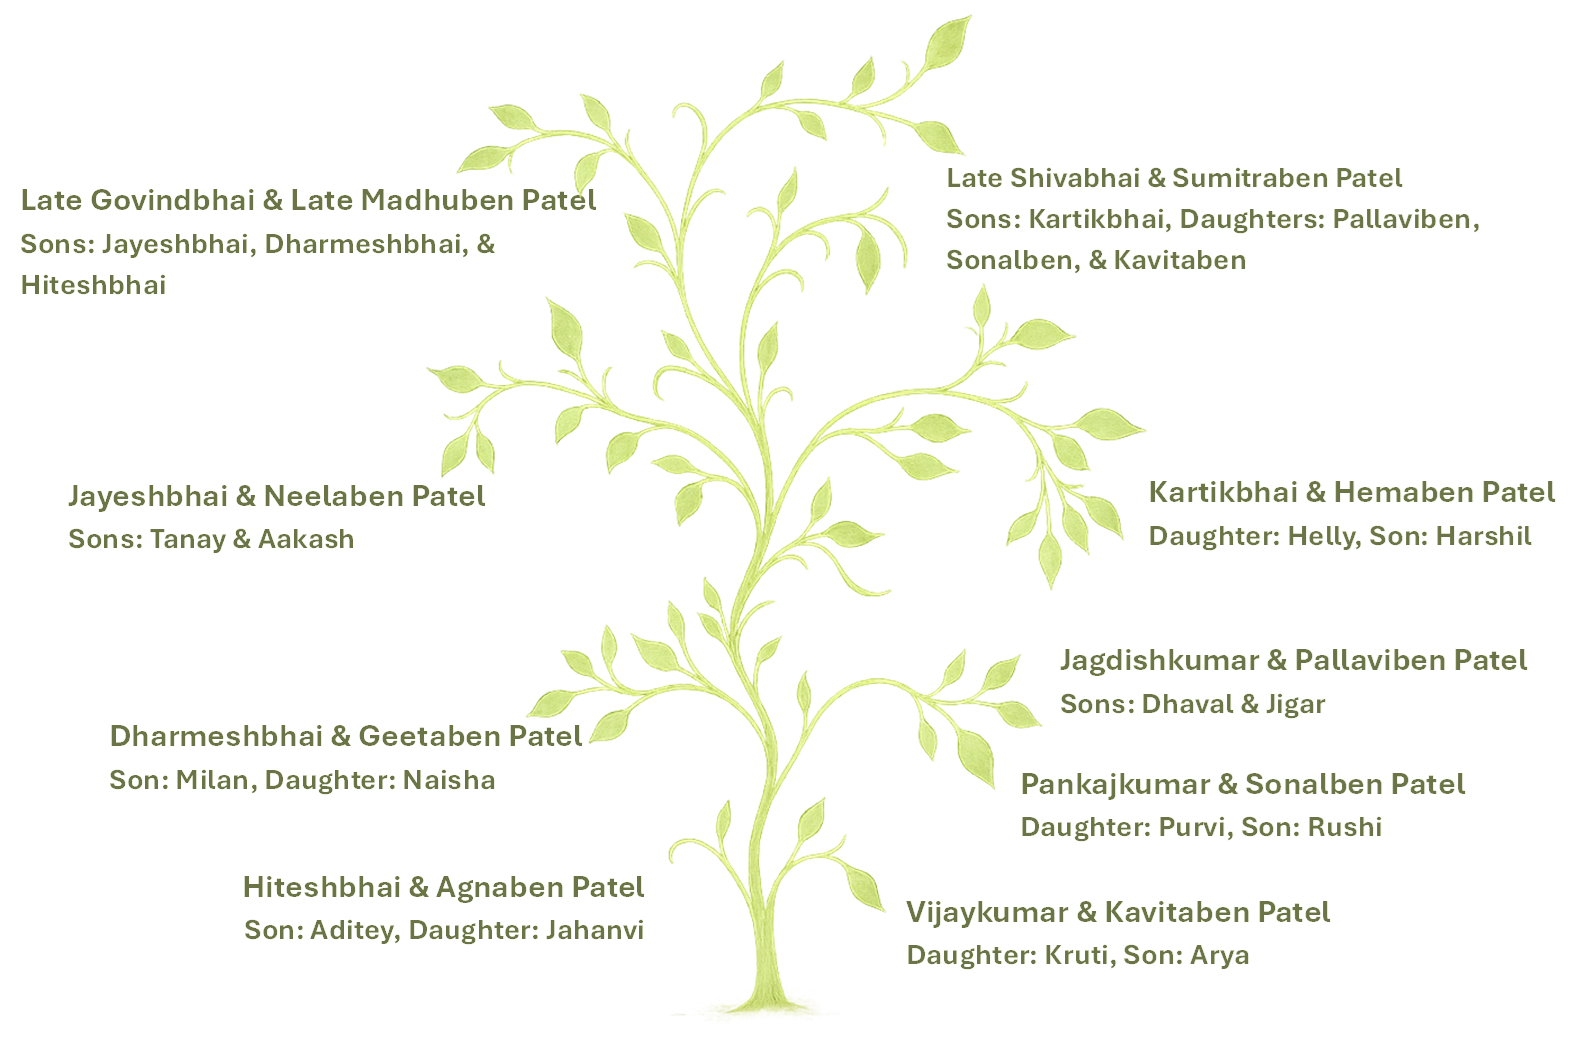 Late Govindbhai & Late Madhuben Patel
Sons: Jayeshbhai, Dharmeshbhai, &
Hiteshbhai
Late Shivabhai & Sumitraben Patel
Sons: Kartikbhai, Daughters: Pallaviben,
Sonalben, & Kavitaben
Jayeshbhai & Neelaben Patel
Sons: Tanay & Aakash
Kartikbhai & Hemaben Patel
Daughter: Helly, Son: Harshil
Jagdishkumar & Pallaviben Patel
Sons: Dhaval & Jigar
Dharmeshbhai & Geetaben Patel
Son: Milan, Daughter: Naisha
Pankajkumar & Sonalben Patel
Daughter: Purvi, Son: Rushi
Hiteshbhai & Agnaben Patel
Son: Aditey, Daughter: Jahanvi
Vijaykumar & Kavitaben Patel
Daughter: Kruti, Son: Arya